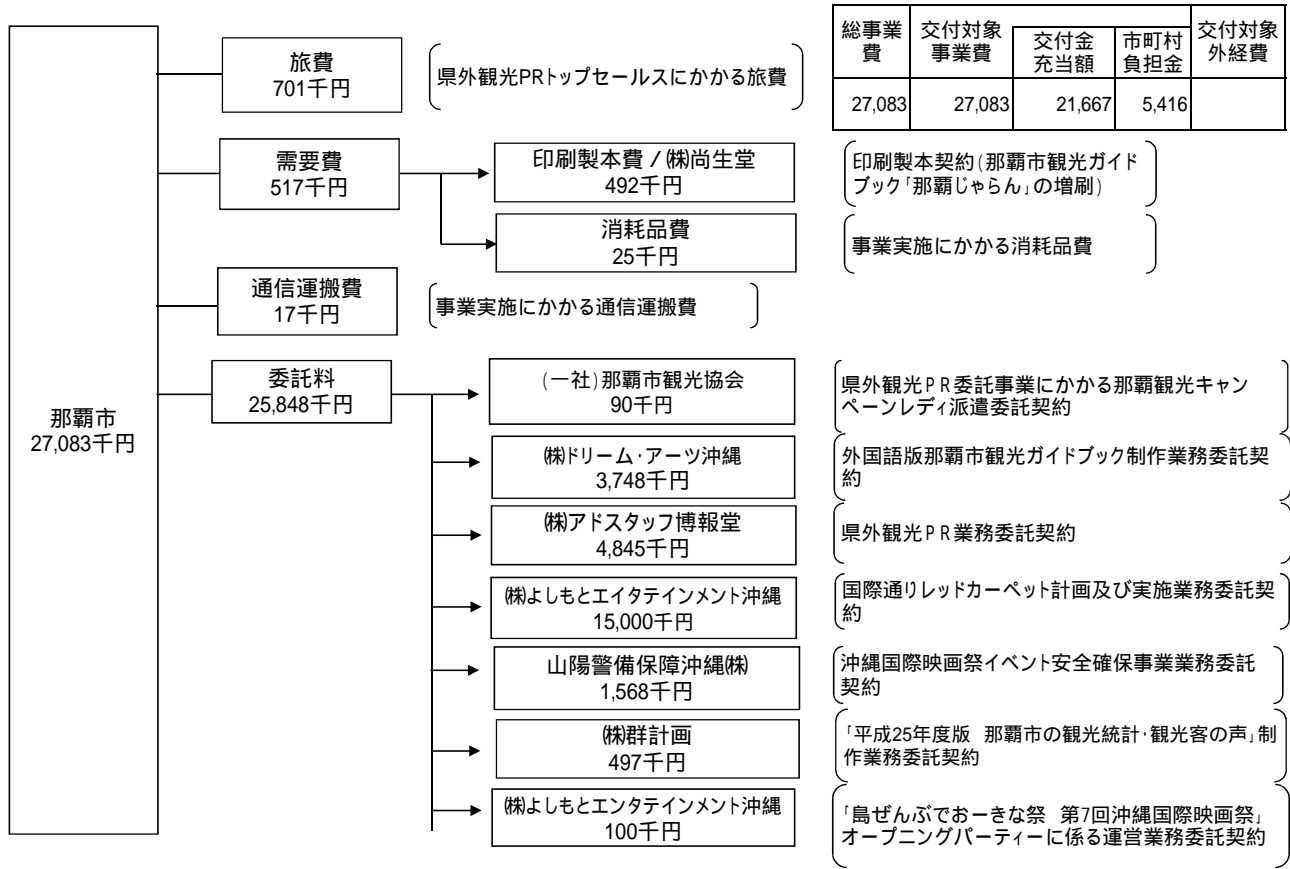 総事業
費
交付対象
事業費
交付金
充当額
市町村
負担金
交付対象
外経費
27,083
27,083
21,667
5,416
那覇市
27,083千円
旅費
701千円
県外観光PRトップセールスにかかる旅費
需要費
517千円
印刷製本費 / ㈱尚生堂
492千円
印刷製本契約(那覇市観光ガイド
ブック「那覇じゃらん」の増刷)
消耗品費
25千円
事業実施にかかる消耗品費
通信運搬費
17千円
事業実施にかかる通信運搬費
委託料
25,848千円
(一社)那覇市観光協会
90千円
県外観光PR委託事業にかかる那覇観光キャン
ペーンレディ派遣委託契約
㈱ドリーム・アーツ沖縄
3,748千円
外国語版那覇市観光ガイドブック制作業務委託契
約
㈱アドスタッフ博報堂
4,845千円
県外観光PR業務委託契約
㈱よしもとエイタテインメント沖縄
15,000千円
国際通りレッドカーペット計画及び実施業務委託契
約
山陽警備保障沖縄㈱
1,568千円
沖縄国際映画祭イベント安全確保事業業務委託
契約
㈱群計画
497千円
「平成25年度版 那覇市の観光統計・観光客の声」制
作業務委託契約
㈱よしもとエンタテインメント沖縄
100千円
「島ぜんぶでおーきな祭 第7回沖縄国際映画祭」
オープニングパーティーに係る運営業務委託契約